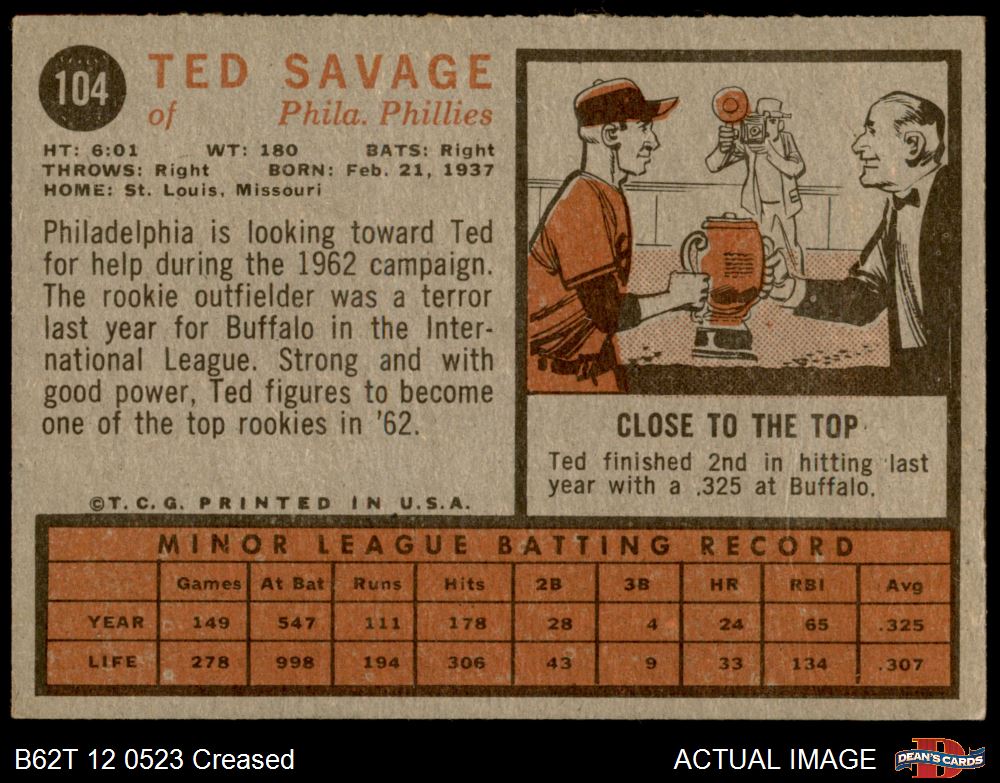 104
TED SAVAGE
of Phila. Phillies
HT: 6:01 WT: 180 BATS: Right
THROWS: Right BORN: Feb. 21, 1937
HOME: St. Louis, Missouri
Philadelphia is looking toward Ted
for help during the 1962 campaign.
The rookie outfielder was a terror
last year for Buffalo in the Inter-
national League. Strong and with
good power, Ted figures to become
one of the top rookies in '62.
©T.C.G. PRINTED IN U.S.A.
CLOSE TO THE TOP
Ted finished 2nd in hitting last
year with a .325 at Buffalo.
MINOR LEAGUE BATTING RECORD
Games At Bat Runs Hits 2B 3B HR RBI Avg
YEAR 149 547 111 178 28 4 24 65 .325
LIFE 278 998 194 306 43 9 33 134 .307
B62T 12 0523 Creased
ACTUAL IMAGE
D
DEAN'S CARDS